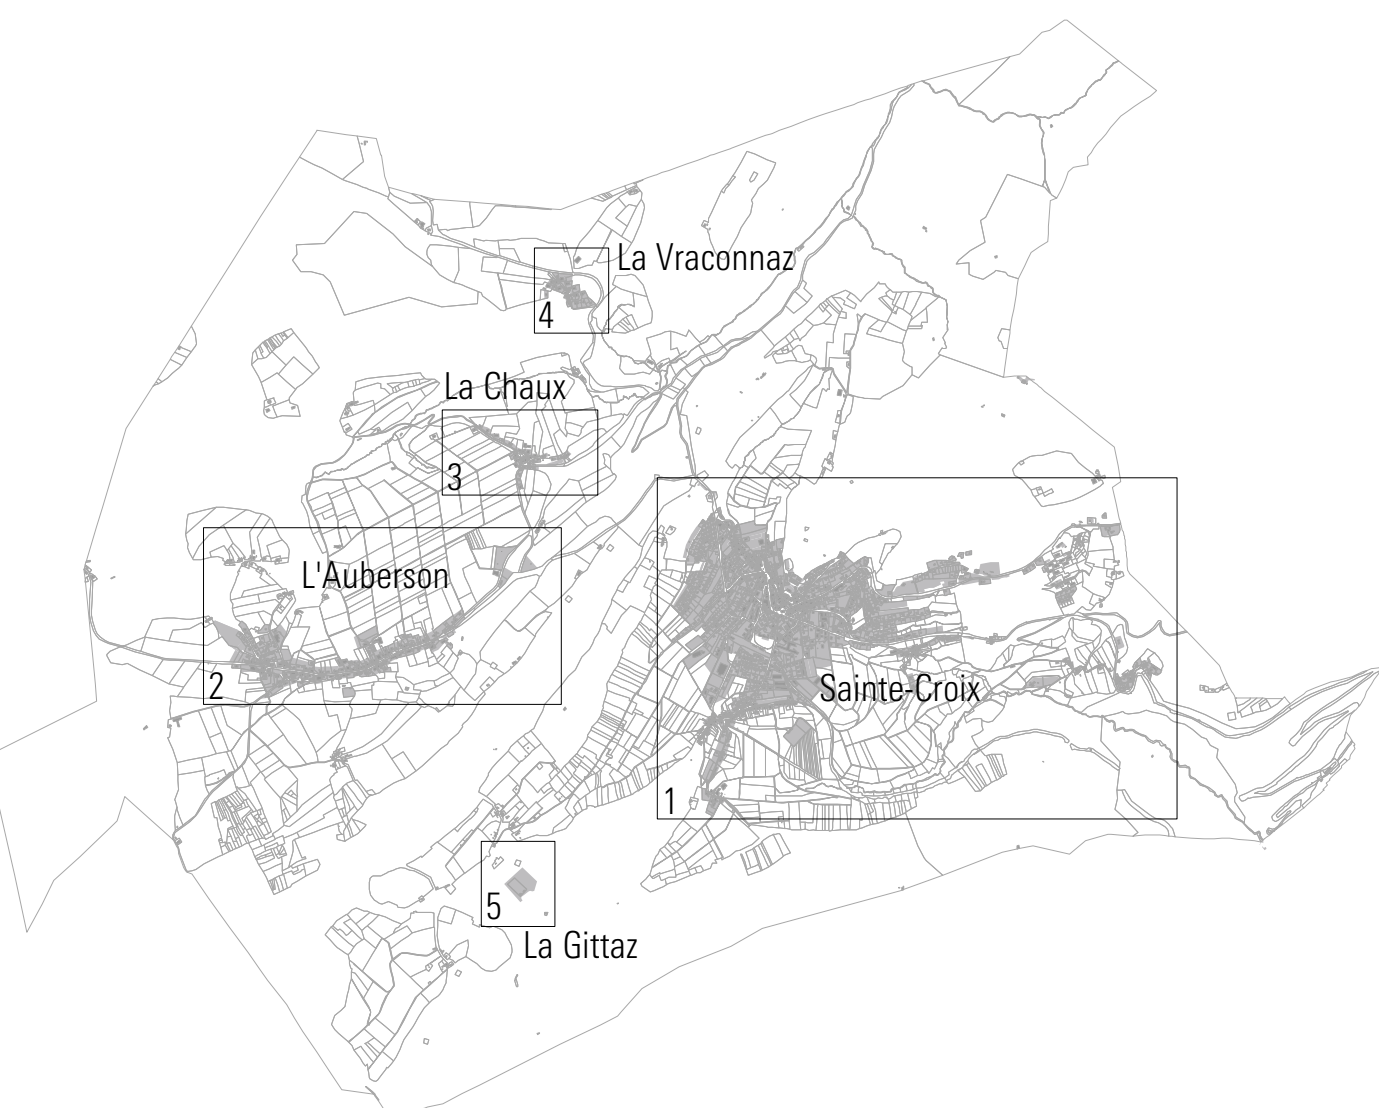 La Vraconnaz
4
La Chaux
3
L'Auberson
2
Sainte-Croix
1
5
La Gittaz